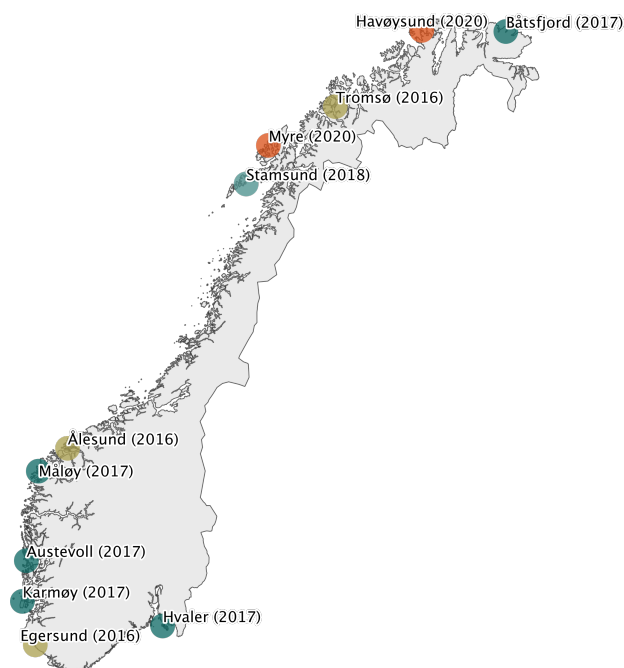 Havøysund (2020)
Båtsfjord (2017)
Tromsø (2016)
Myre (2020)
Stamsund (2018)
Ålesund (2016)
Måløy (2017)
Austevoll (2017)
Karmøy (2017)
Hvaler (2017)
Egersund (2016)